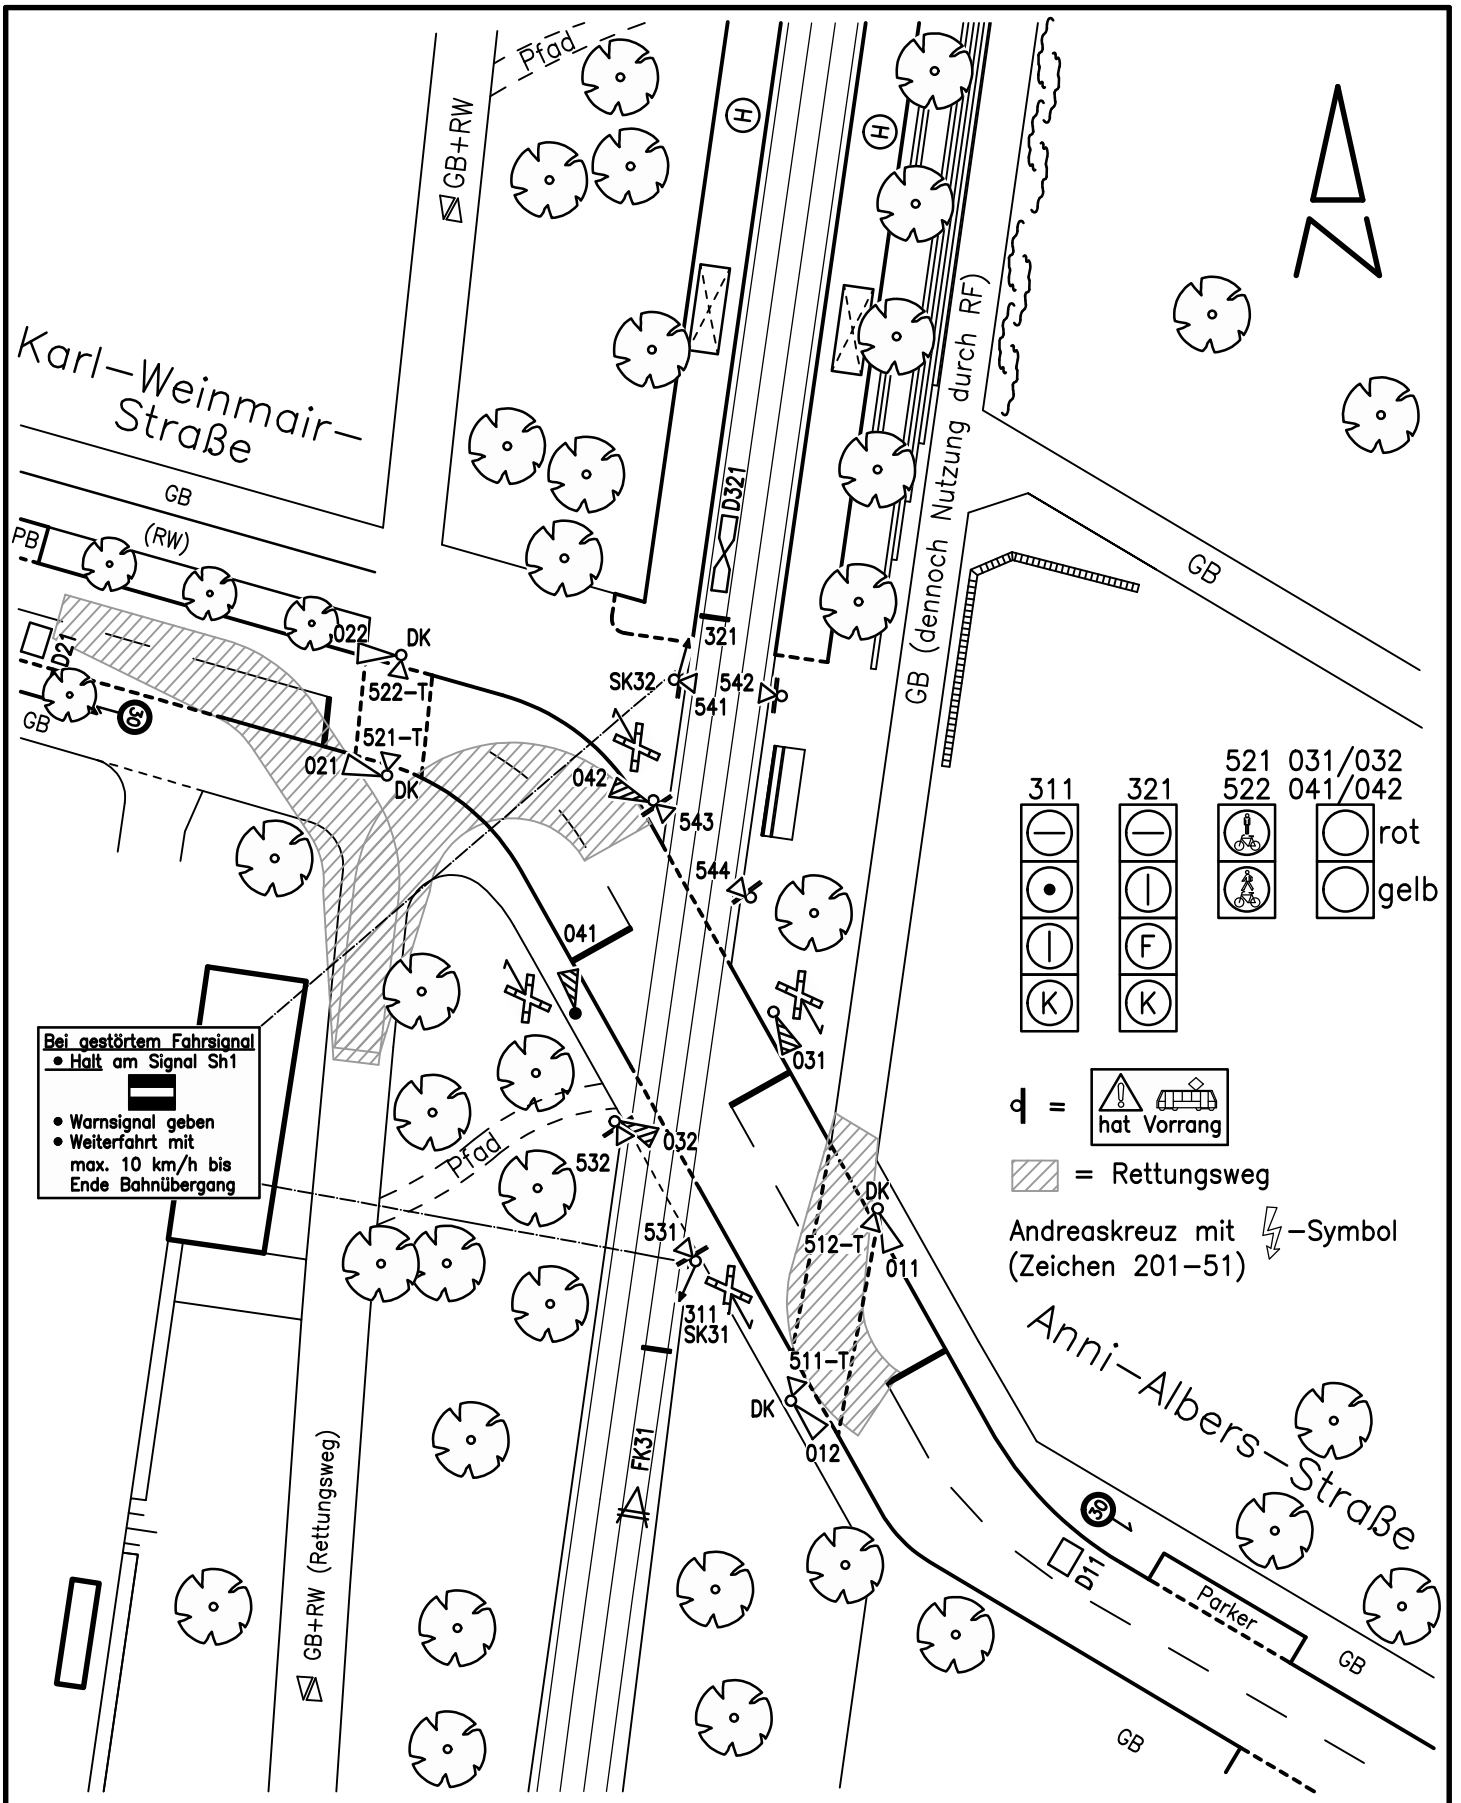 Pfad
GB+RW
H
H
Karl–Weinmair–
Straße
GB
(RW)
PB
GB (dennoch Nutzung durch RF)
GB
D321
321
022
DK
522–T
SK32
541
542
D21
30
GB
521–T
021
DK
042
543
544
041
031
521 031/032
311 321 522 041/042
rot
gelb
F
K K
Bei gestörtem Fahrsignal
• Halt am Signal Sh1
• Warnsignal geben
• Weiterfahrt mit
max. 10 km/h bis
Ende Bahnübergang
= ! hat Vorrang
= Rettungsweg
Andreaskreuz mit –Symbol
(Zeichen 201–51)
Pfad
032
532
531
DK
512–T
011
311
SK31
511–T
DK
012
FK31
Anni–Albers–Straße
GB+RW (Rettungsweg)
30
D11
Parker
GB
GB